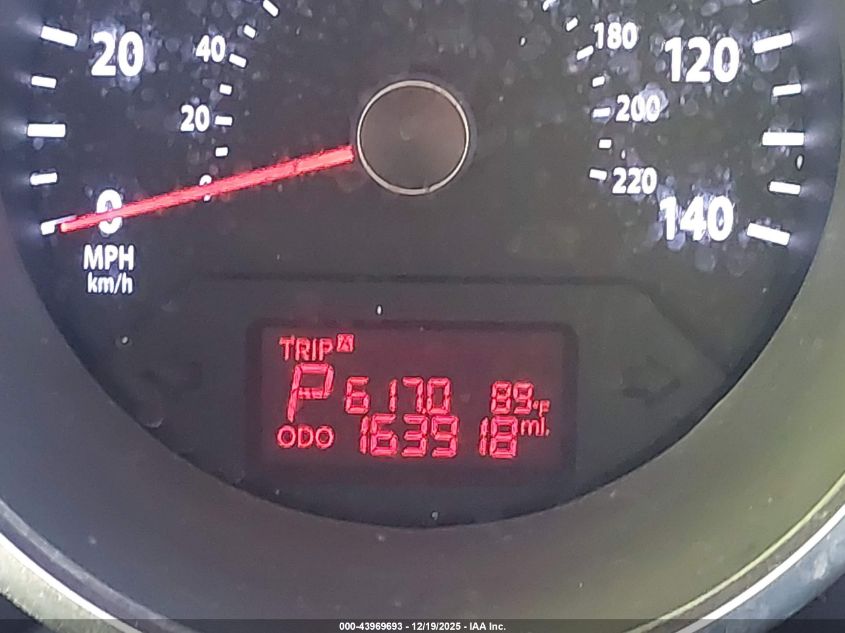 20 40 180 120
20 200
0 0 220 140
MPH
km/h
TRIP A
P 617.0 89°F
ODO 163918 mi.
000-43969693 - 12/19/2025 - IAA Inc.